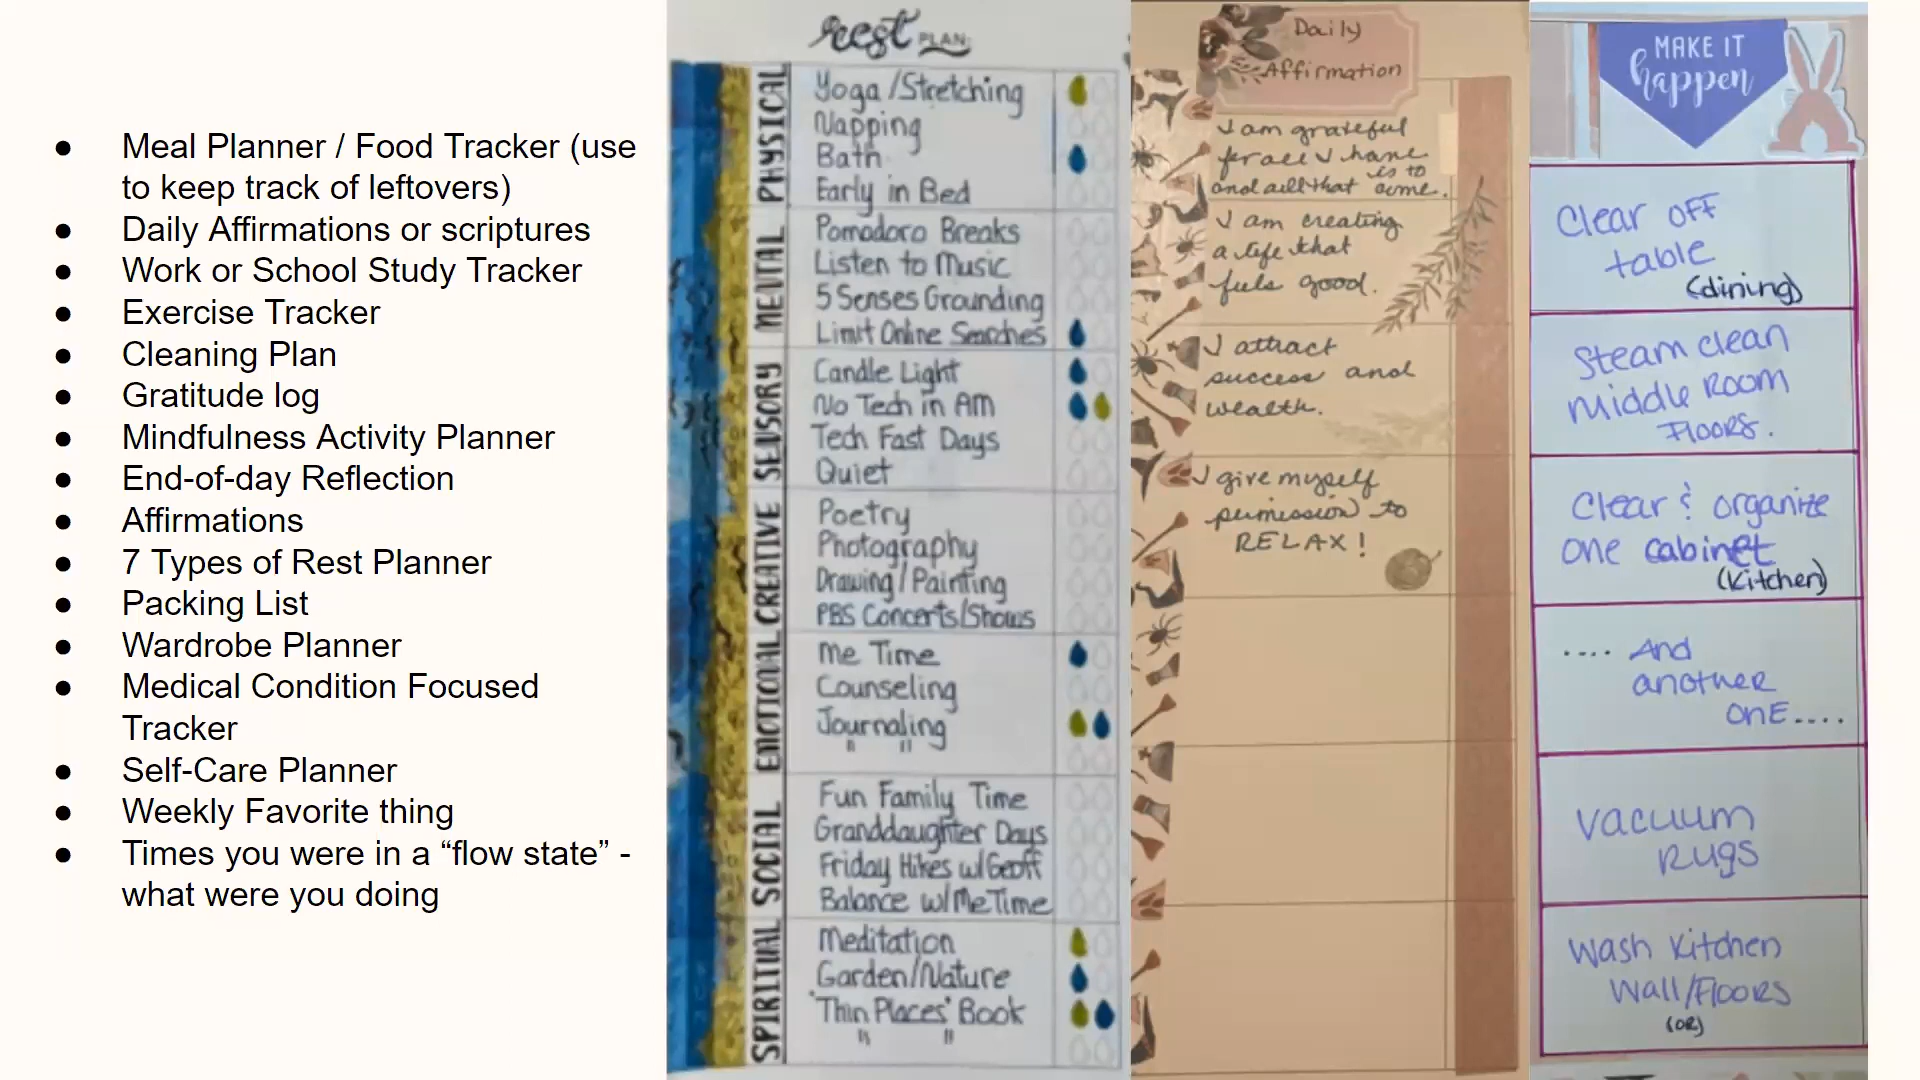 ● Meal Planner / Food Tracker (use
to keep track of leftovers)
● Daily Affirmations or scriptures
● Work or School Study Tracker
● Exercise Tracker
● Cleaning Plan
● Gratitude log
● Mindfulness Activity Planner
● End-of-day Reflection
● Affirmations
● 7 Types of Rest Planner
● Packing List
● Wardrobe Planner
● Medical Condition Focused
Tracker
● Self-Care Planner
● Weekly Favorite thing
● Times you were in a “flow state” -
what were you doing
rest PLAN:
PHYSICAL
Yoga/Stretching
Napping
Bath
Early in Bed
MENTAL
Pomodoro Breaks
Listen to Music
5 Senses Grounding
Limit Online Searches
SENSORY
Candle Light
No Tech in AM
Tech Fast Days
Quiet
CREATIVE
Poetry
Photography
Drawing/Painting
PBS Concerts/Shows
EMOTIONAL
Me Time
Counseling
Journaling
" "
SOCIAL
Fun Family Time
Granddaughter Days
Friday Hikes w/Geoff
Balance w/Me Time
SPIRITUAL
Meditation
Garden/Nature
'Thin Places' Book
" "
Daily
Affirmation
I am grateful
for all I have
and all that is to come.
I am creating
a life that
feels good.
I attract
success and
wealth.
I give myself
permission to
RELAX!
MAKE IT
happen
Clear off
table
(dining)
Steam clean
middle room
floors.
Clear & organize
one cabinet
(kitchen)
.... And
another
one....
Vacuum
Rugs
Wash Kitchen
Wall/Floors
(OR)